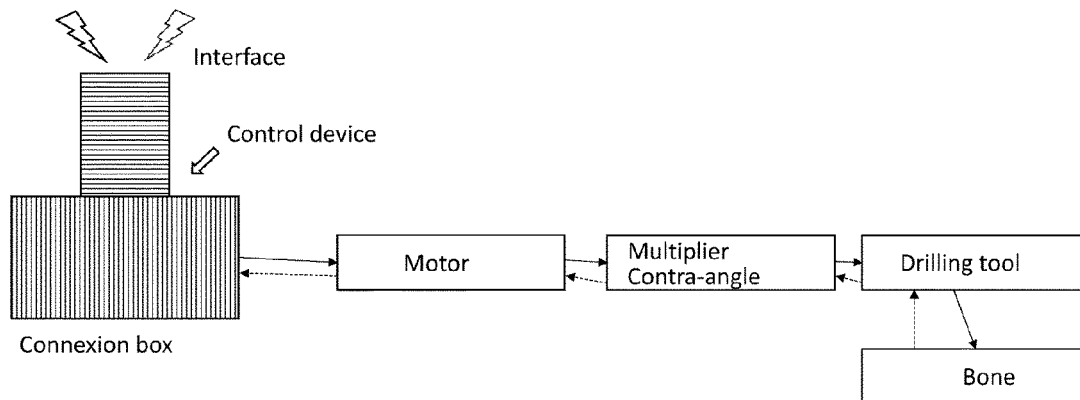 Interface
Control device
Motor
Multiplier
Contra-angle
Drilling tool
Connexion box
Bone